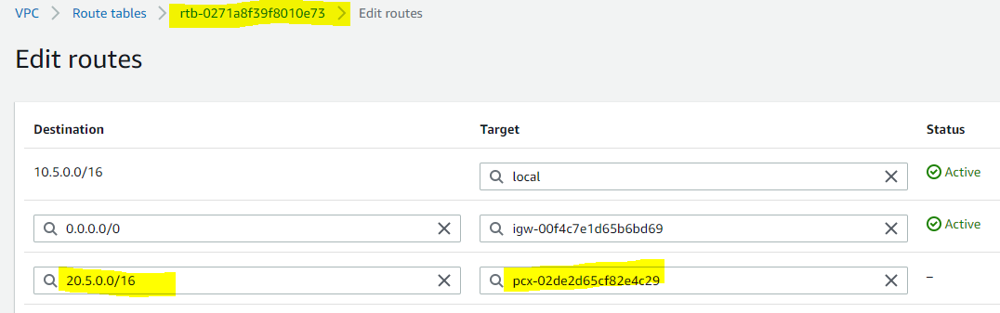 VPC > Route tables > rtb-0271a8f39f8010e73 > Edit routes
Edit routes
Destination Target Status
10.5.0.0/16 local Active
0.0.0.0/0 igw-00f4c7e1d65b6bd69 Active
20.5.0.0/16 pcx-02de2d65cf82e4c29 –